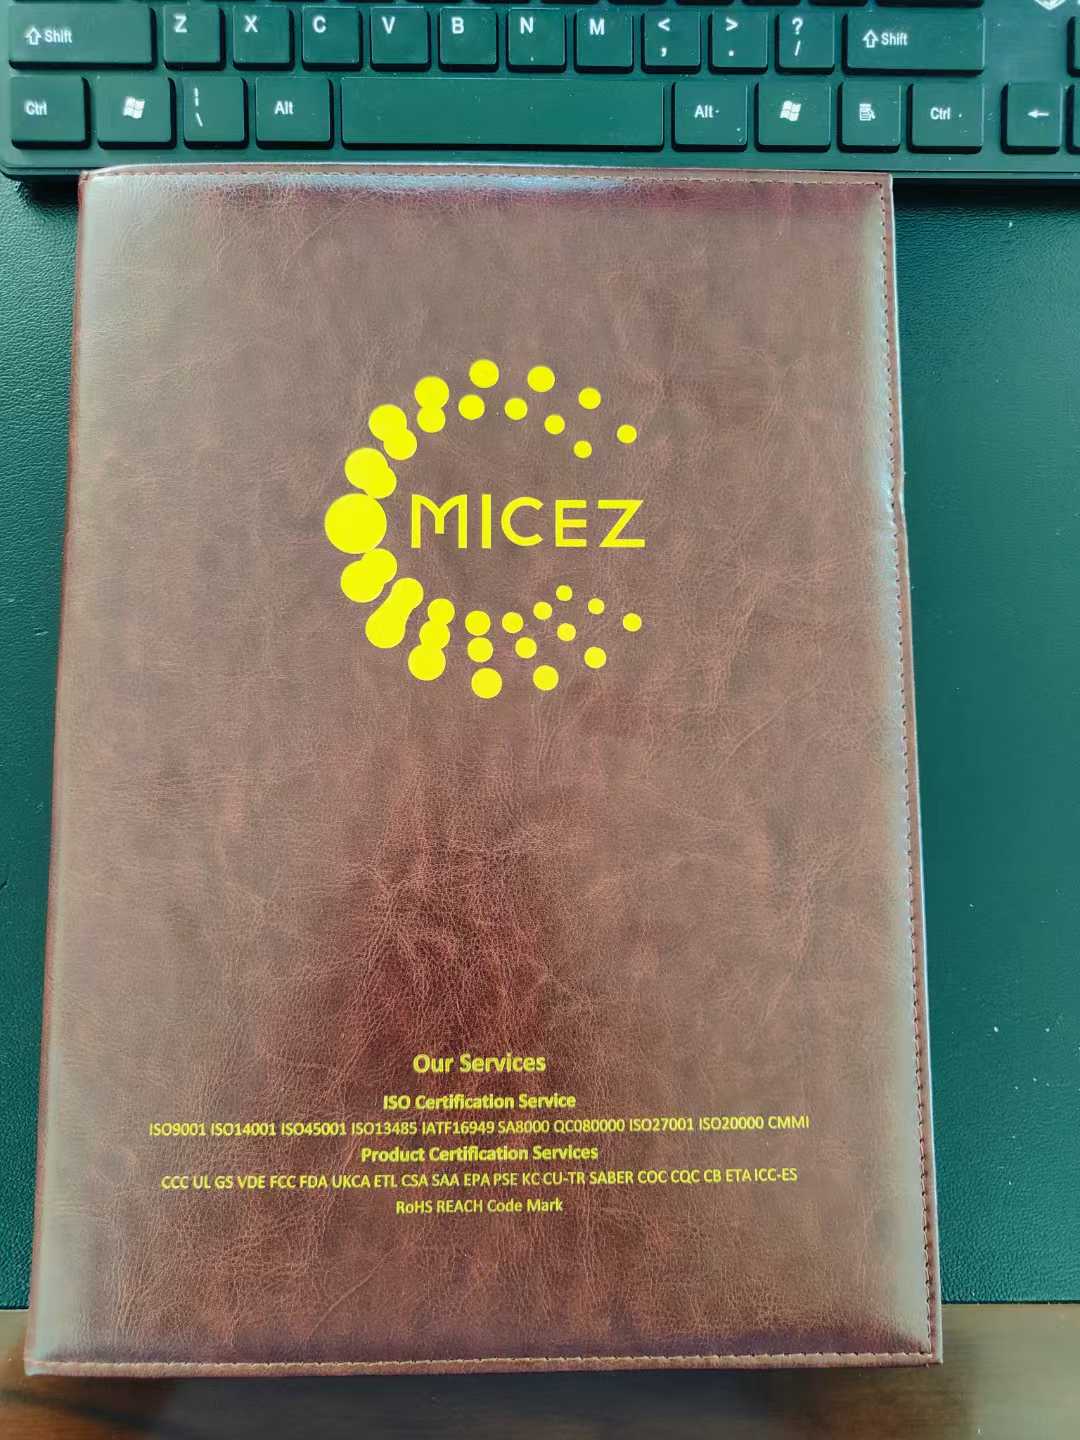 Shift Z X C V B N M < , > . ? / Shift
Ctrl | \ Alt Alt Ctrl
MICEZ
Our Services
ISO Certification Service
ISO9001 ISO14001 ISO45001 ISO13485 IATF16949 SA8000 QC080000 ISO27001 ISO20000 CMMI
Product Certification Services
CCC UL GS VDE FCC FDA UKCA ETL CSA SAA EPA PSE KC CU-TR SABER COC CQC CB ETA ICC-ES
RoHS REACH Code Mark